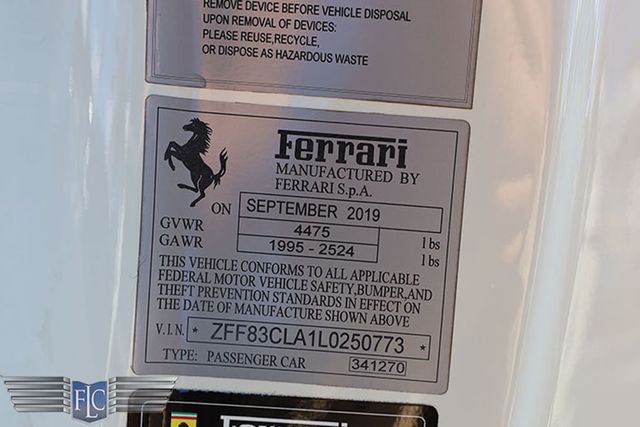 REMOVE DEVICE BEFORE VEHICLE DISPOSAL
UPON REMOVAL OF DEVICES:
PLEASE REUSE,RECYCLE,
OR DISPOSE AS HAZARDOUS WASTE
Ferrari
MANUFACTURED BY
FERRARI S.p.A.
ON SEPTEMBER 2019
GVWR 4475 lbs
GAWR 1995 - 2524 lbs
THIS VEHICLE CONFORMS TO ALL APPLICABLE
FEDERAL MOTOR VEHICLE SAFETY,BUMPER,AND
THEFT PREVENTION STANDARDS IN EFFECT ON
THE DATE OF MANUFACTURE SHOWN ABOVE
V.I.N. * ZFF83CLA1L0250773 *
TYPE: PASSENGER CAR 341270
FLC
Ferrari